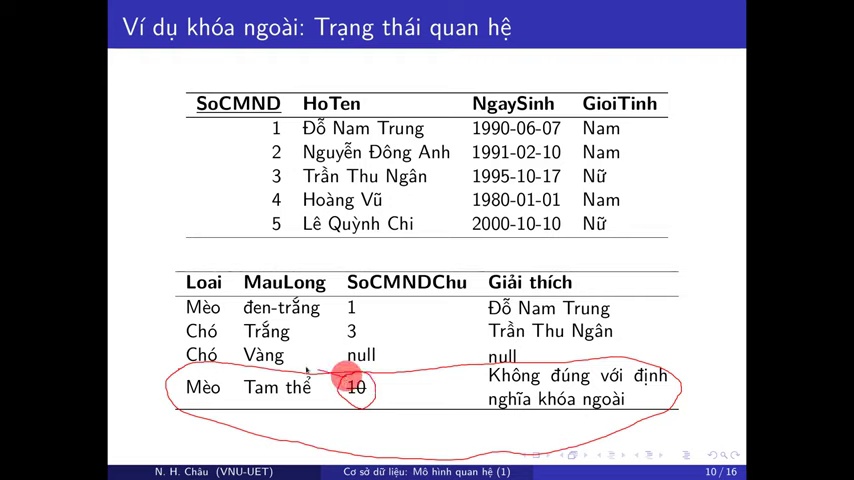 Ví dụ khóa ngoài: Trạng thái quan hệ
SoCMND HoTen NgaySinh GioiTinh
1 Đỗ Nam Trung 1990-06-07 Nam
2 Nguyễn Đông Anh 1991-02-10 Nam
3 Trần Thu Ngân 1995-10-17 Nữ
4 Hoàng Vũ 1980-01-01 Nam
5 Lê Quỳnh Chi 2000-10-10 Nữ
Loai MauLong SoCMNDChu Giải thích
Mèo đen-trắng 1 Đỗ Nam Trung
Chó Trắng 3 Trần Thu Ngân
Chó Vàng null null
Mèo Tam thể 10 Không đúng với định
nghĩa khóa ngoài
N. H. Châu (VNU-UET) Cơ sở dữ liệu: Mô hình quan hệ (1) 10 / 16